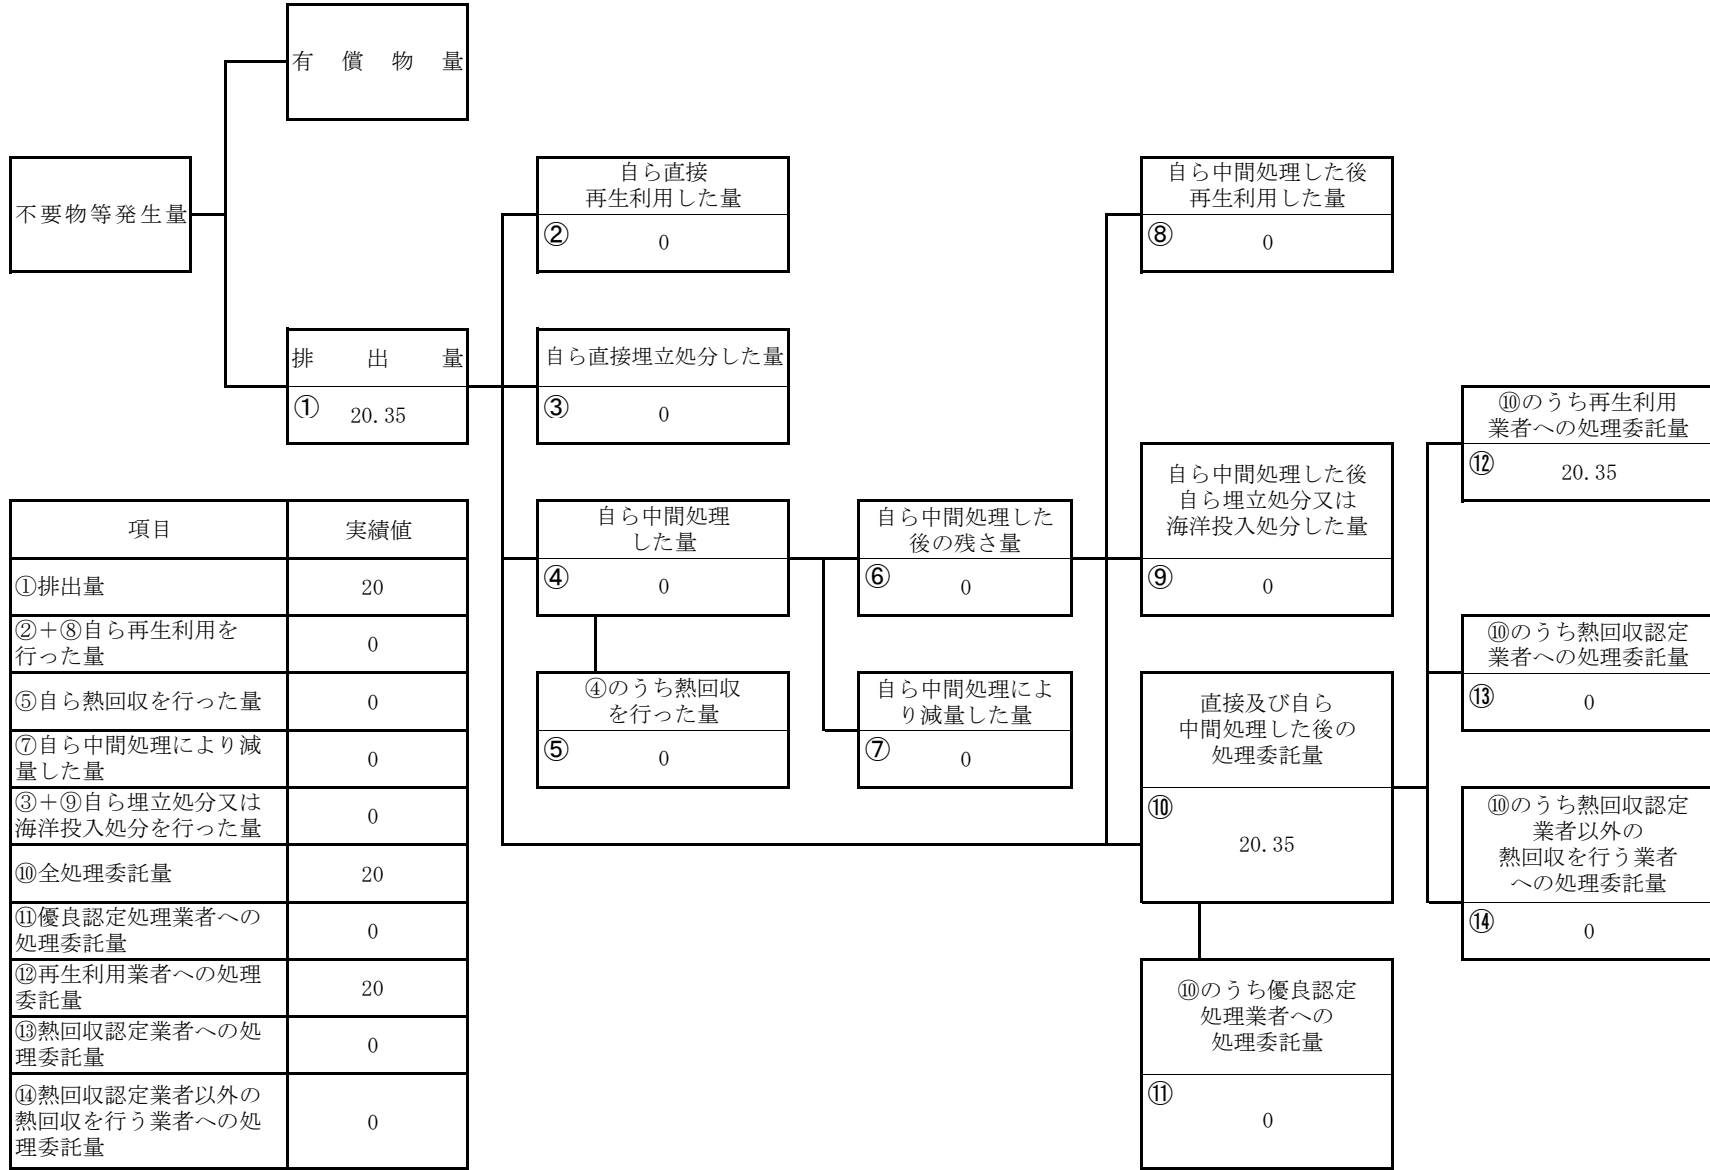 有償物量
不要物等発生量
排出量
① 20.35
自ら直接
再生利用した量
② 0
自ら直接埋立処分した量
③ 0
自ら中間処理
した量
④ 0
④のうち熱回収
を行った量
⑤ 0
自ら中間処理した
後の残さ量
⑥ 0
自ら中間処理によ
り減量した量
⑦ 0
自ら中間処理した後
再生利用した量
⑧ 0
自ら中間処理した後
自ら埋立処分又は
海洋投入処分した量
⑨ 0
直接及び自ら
中間処理した後の
処理委託量
⑩
20.35
⑩のうち優良認定
処理業者への
処理委託量
⑪
0
⑩のうち再生利用
業者への処理委託量
⑫ 20.35
⑩のうち熱回収認定
業者への処理委託量
⑬ 0
⑩のうち熱回収認定
業者以外の
熱回収を行う業者
への処理委託量
⑭ 0
項目 実績値
①排出量 20
②＋⑧自ら再生利用を
行った量 0
⑤自ら熱回収を行った量 0
⑦自ら中間処理により減
量した量 0
③＋⑨自ら埋立処分又は
海洋投入処分を行った量 0
⑩全処理委託量 20
⑪優良認定処理業者への
処理委託量 0
⑫再生利用業者への処理
委託量 20
⑬熱回収認定業者への処
理委託量 0
⑭熱回収認定業者以外の
熱回収を行う業者への処
理委託量 0